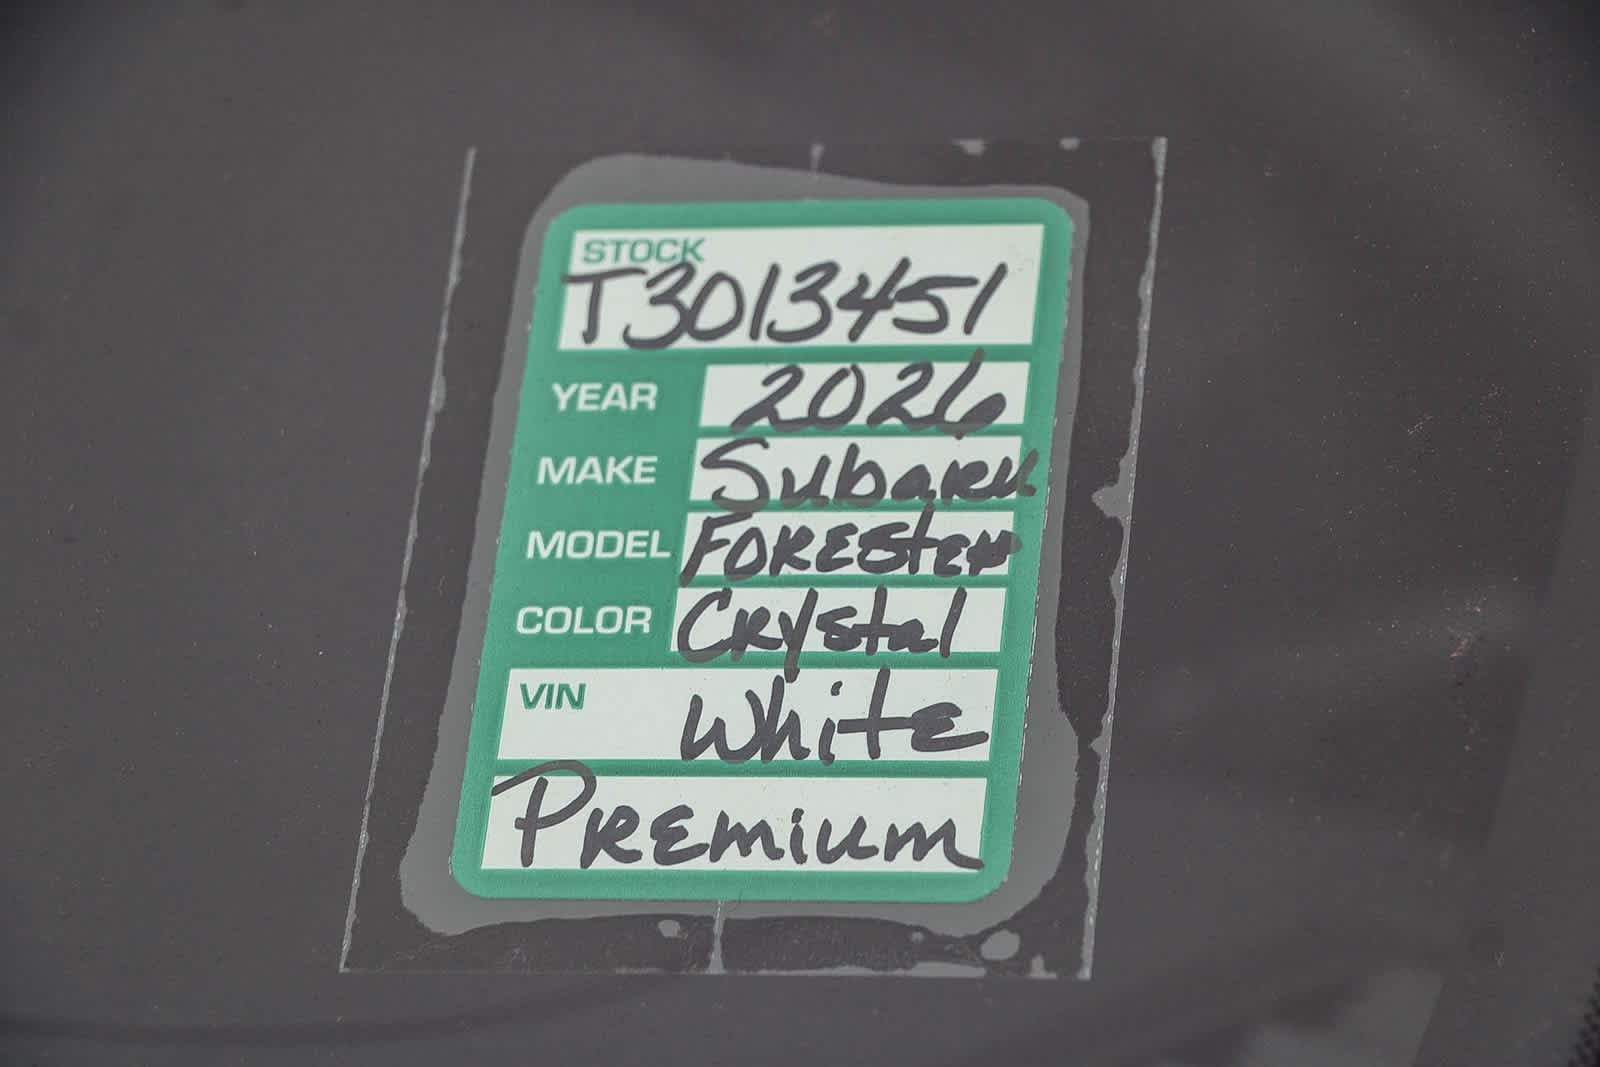 STOCK
T3013451
YEAR 2026
MAKE Subaru
MODEL FORESTER
COLOR Crystal
VIN White
PREmium